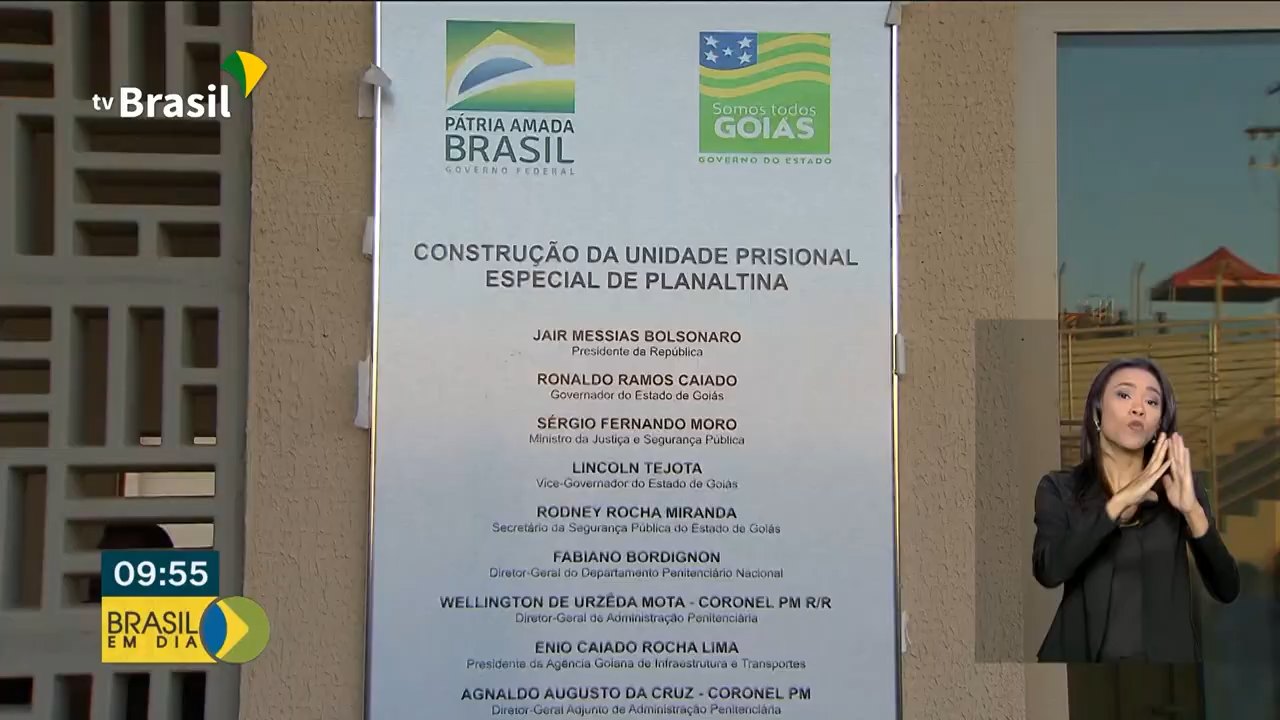 tv Brasil
PÁTRIA AMADA
BRASIL
GOVERNO FEDERAL
Somos todos
GOIÁS
GOVERNO DO ESTADO
CONSTRUÇÃO DA UNIDADE PRISIONAL
ESPECIAL DE PLANALTINA
JAIR MESSIAS BOLSONARO
Presidente da República
RONALDO RAMOS CAIADO
Governador do Estado de Goiás
SÉRGIO FERNANDO MORO
Ministro da Justiça e Segurança Pública
LINCOLN TEJOTA
Vice-Governador do Estado de Goiás
RODNEY ROCHA MIRANDA
Secretário da Segurança Pública do Estado de Goiás
FABIANO BORDIGNON
Diretor-Geral do Departamento Penitenciário Nacional
WELLINGTON DE URZÊDA MOTA - CORONEL PM R/R
Diretor-Geral de Administração Penitenciária
ENIO CAIADO ROCHA LIMA
Presidente da Agência Goiana de Infraestrutura e Transportes
AGNALDO AUGUSTO DA CRUZ - CORONEL PM
Diretor-Geral Adjunto de Administração Penitenciária
09:55
BRASIL
EM DIA